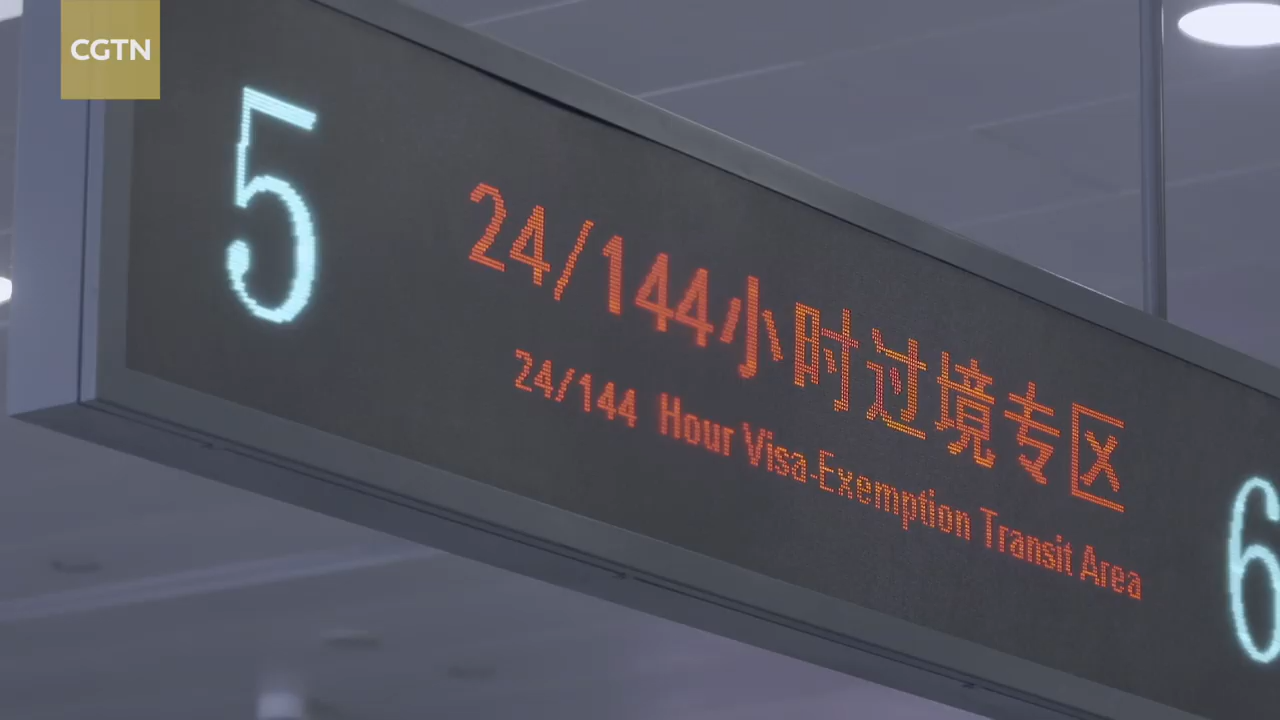 CGTN
5
24/144小时过境专区
24/144 Hour Visa-Exemption Transit Area
6